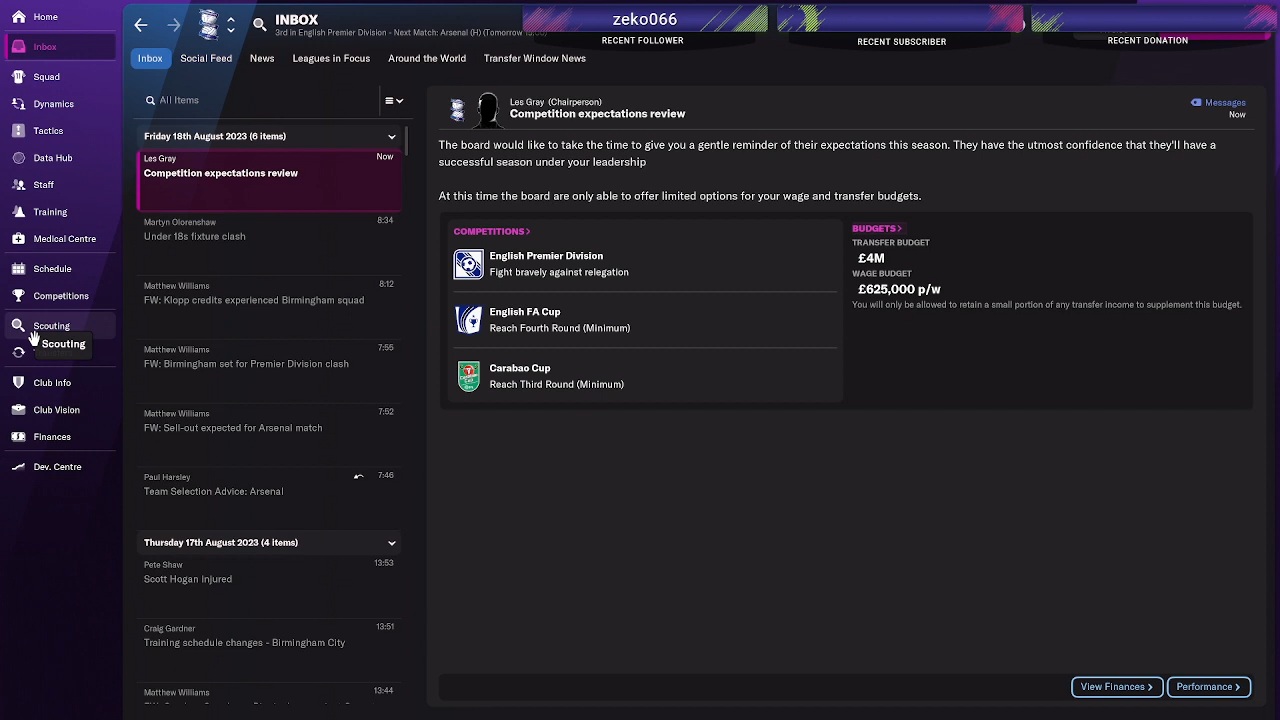 Home
Inbox
Squad
Dynamics
Tactics
Data Hub
Staff
Training
Medical Centre
Schedule
Competitions
Scouting
Scouting
Club Info
Club Vision
Finances
Dev. Centre
INBOX
3rd in English Premier Division - Next Match: Arsenal (H) (Tomorrow
zeko066
RECENT FOLLOWER
RECENT SUBSCRIBER
RECENT DONATION
Inbox
Social Feed
News
Leagues in Focus
Around the World
Transfer Window News
All Items
Friday 18th August 2023 (6 items)
Les Gray
Now
Competition expectations review
Martyn Olorenshaw
8:34
Under 18s fixture clash
Matthew Williams
8:12
FW: Klopp credits experienced Birmingham squad
Matthew Williams
7:55
FW: Birmingham set for Premier Division clash
Matthew Williams
7:52
FW: Sell-out expected for Arsenal match
Paul Harsley
7:46
Team Selection Advice: Arsenal
Thursday 17th August 2023 (4 items)
Pete Shaw
13:53
Scott Hogan injured
Craig Gardner
13:51
Training schedule changes - Birmingham City
Matthew Williams
13:44
Les Gray (Chairperson)
Competition expectations review
Messages
Now
The board would like to take the time to give you a gentle reminder of their expectations this season. They have the utmost confidence that they'll have a
successful season under your leadership
At this time the board are only able to offer limited options for your wage and transfer budgets.
COMPETITIONS >
English Premier Division
Fight bravely against relegation
English FA Cup
Reach Fourth Round (Minimum)
Carabao Cup
Reach Third Round (Minimum)
BUDGETS >
TRANSFER BUDGET
£4M
WAGE BUDGET
£625,000 p/w
You will only be allowed to retain a small portion of any transfer income to supplement this budget.
View Finances >
Performance >